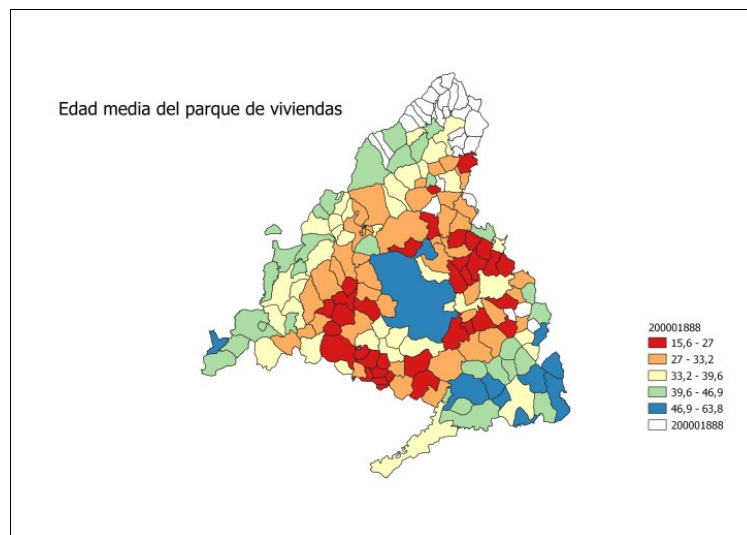 Edad media del parque de viviendas
200001888
15,6 - 27
27 - 33,2
33,2 - 39,6
39,6 - 46,9
46,9 - 63,8
200001888